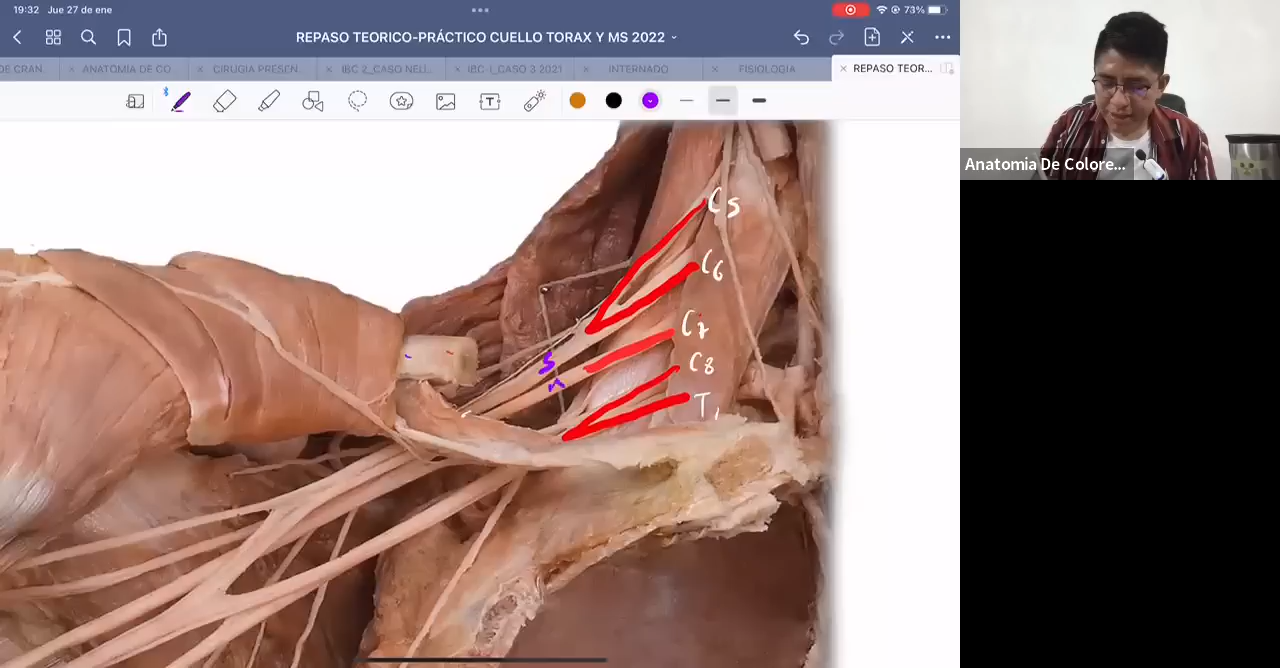 19:32 Jue 27 de ene
73%
REPASO TEORICO-PRÁCTICO CUELLO TORAX Y MS 2022
DE CRAN
ANATOMIA DE CO
CIRUGIA PRESEN...
IBC 2_CASO NELI...
IBC-I_CASO 3 2021
INTERNADO
FISIOLOGIA
REPASO TEOR...
C5
C6
C7
C8
T1
S
M
Anatomia De Colore...